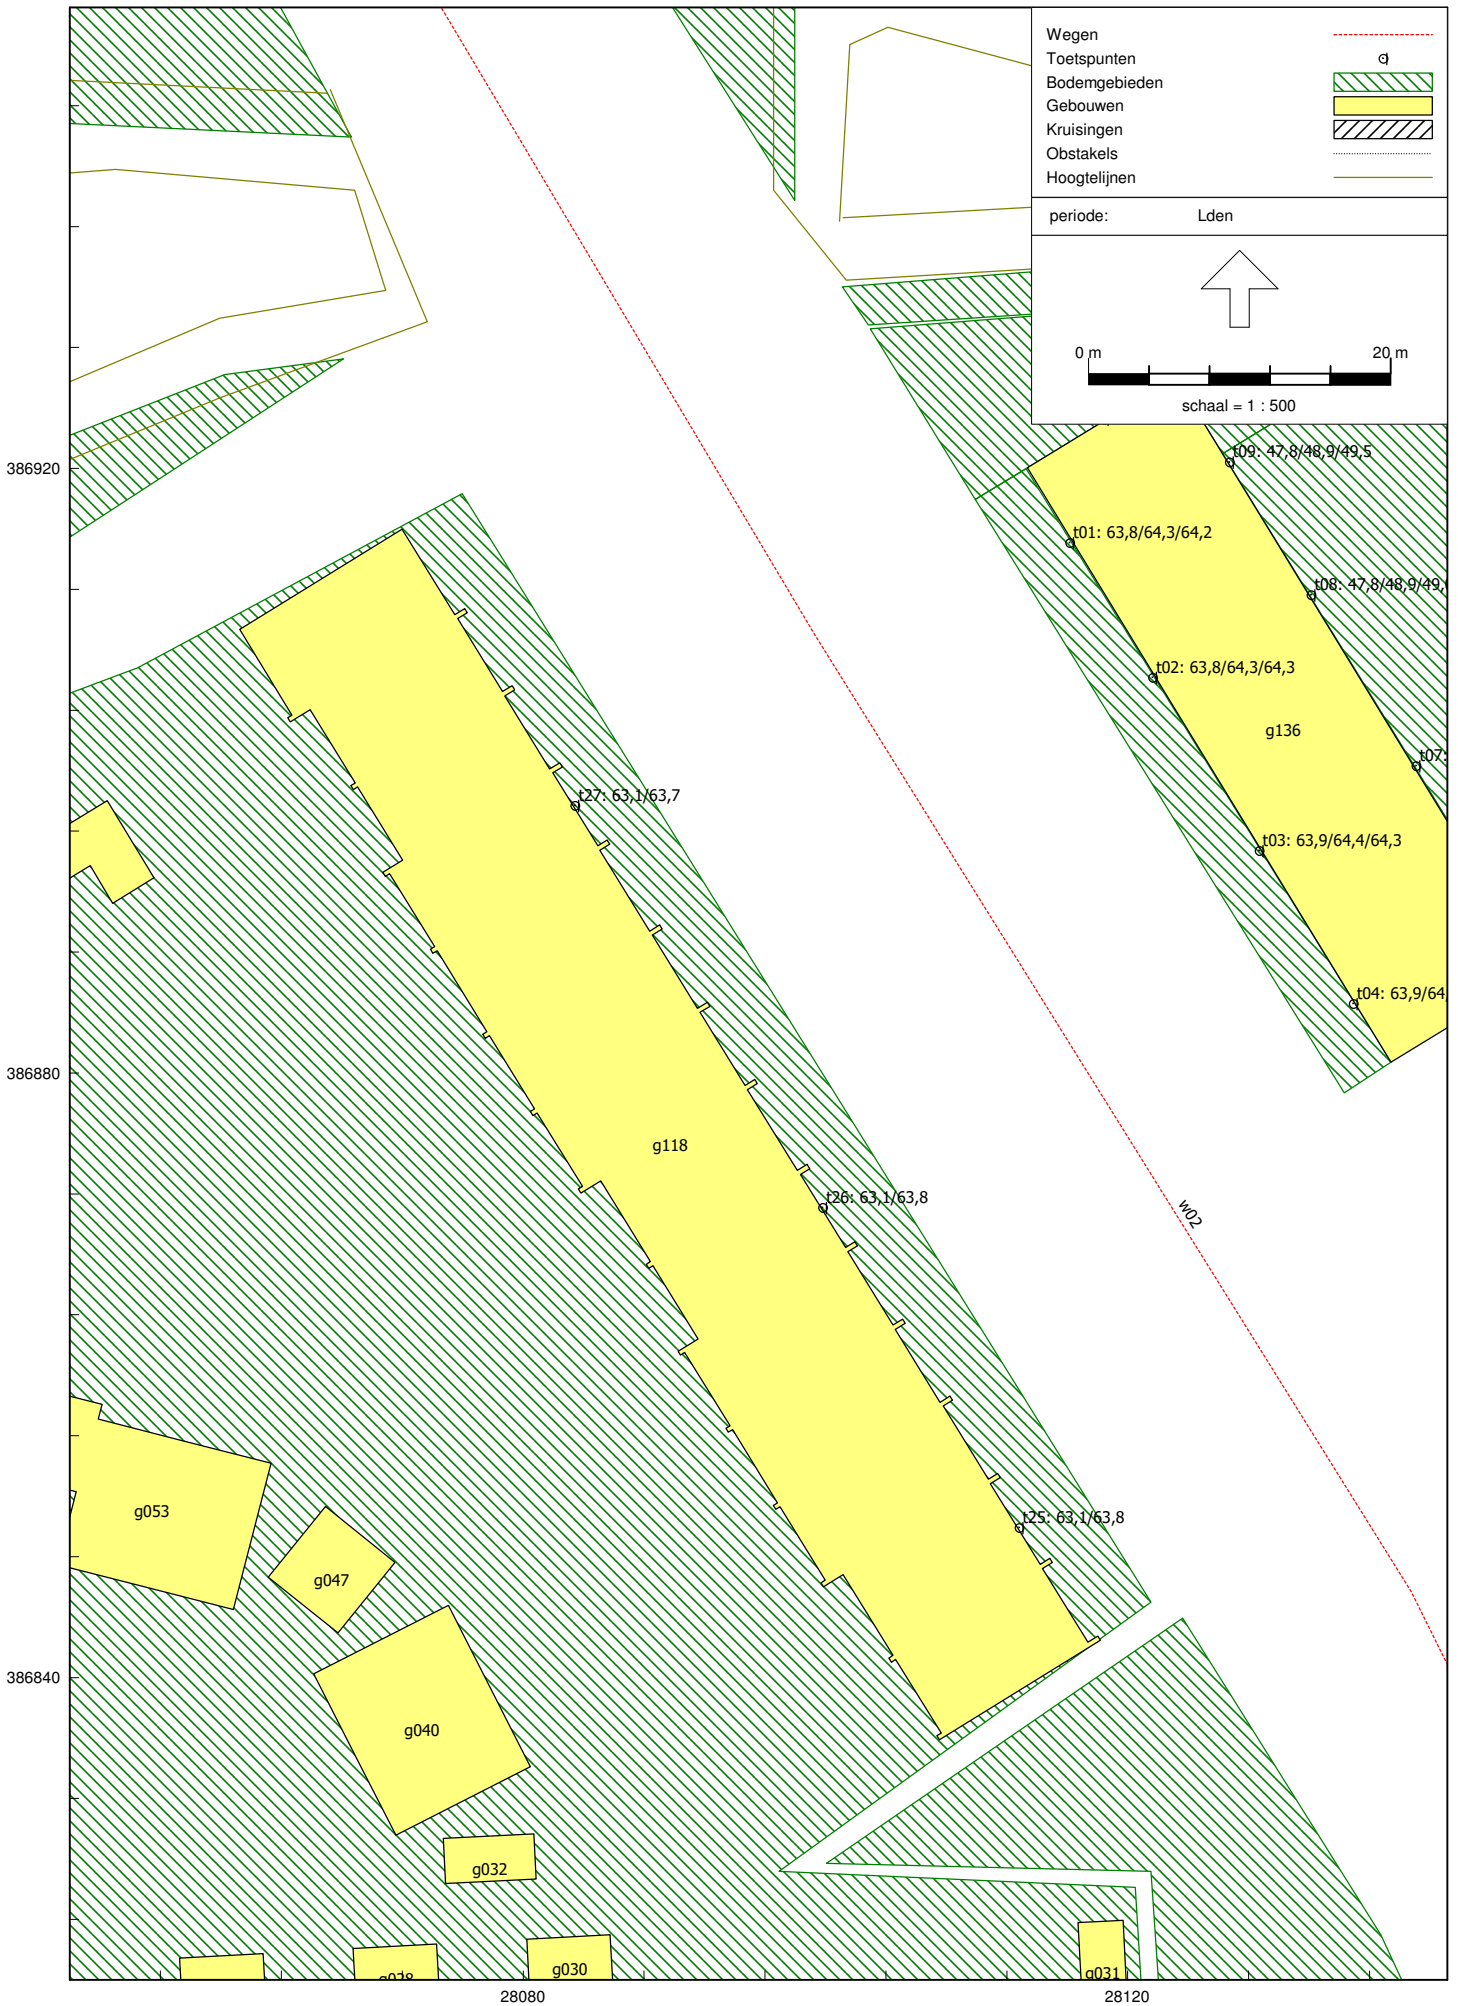 Wegen
Toetspunten
Bodemgebieden
Gebouwen
Kruisingen
Obstakels
Hoogtelijnen
periode: Lden
0 m 20 m
schaal = 1 : 500
386920
t09: 47,8/48,9/49,5
t01: 63,8/64,3/64,2
t08: 47,8/48,9/49,
t02: 63,8/64,3/64,3
g136
t07:
t27: 63,1/63,7
t03: 63,9/64,4/64,3
t04: 63,9/64,
386880
g118
t26: 63,1/63,8
w02
g053
t25: 63,1/63,8
g047
386840
g040
g032
g030
g031
28080
28120